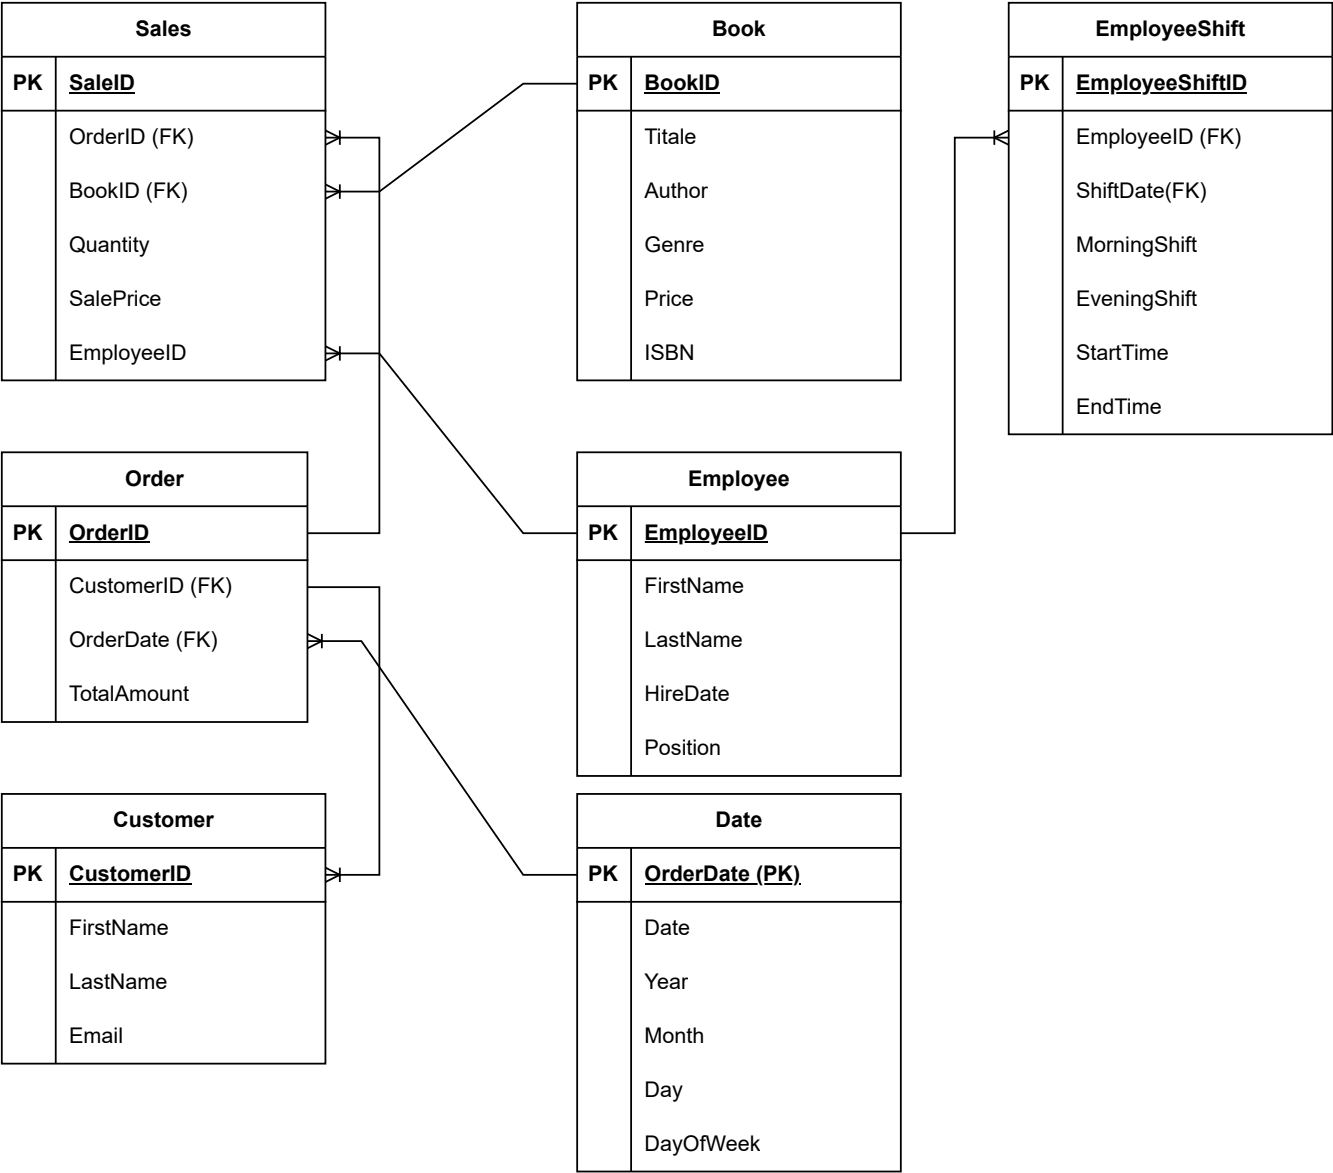 Sales
PK SaleID
OrderID (FK)
BookID (FK)
Quantity
SalePrice
EmployeeID
Book
PK BookID
Titale
Author
Genre
Price
ISBN
EmployeeShift
PK EmployeeShiftID
EmployeeID (FK)
ShiftDate(FK)
MorningShift
EveningShift
StartTime
EndTime
Order
PK OrderID
CustomerID (FK)
OrderDate (FK)
TotalAmount
Employee
PK EmployeeID
FirstName
LastName
HireDate
Position
Customer
PK CustomerID
FirstName
LastName
Email
Date
PK OrderDate (PK)
Date
Year
Month
Day
DayOfWeek